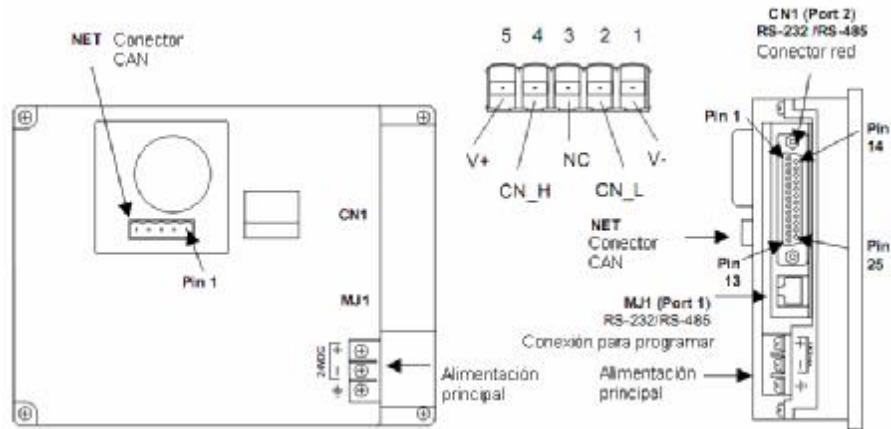 NET Conector
CAN
CN1
MJ1
Pin 1
24VDC
+
-
Alimentación
principal
5 4 3 2 1
V+
NC
V-
CN_H
CN_L
CN1 (Port 2)
RS-232 /RS-485
Conector red
Pin 1
Pin
14
NET
Conector
CAN
Pin
13
Pin
25
MJ1 (Port 1)
RS-232/RS-485
Conexión para programar
Alimentación
principal
+
-